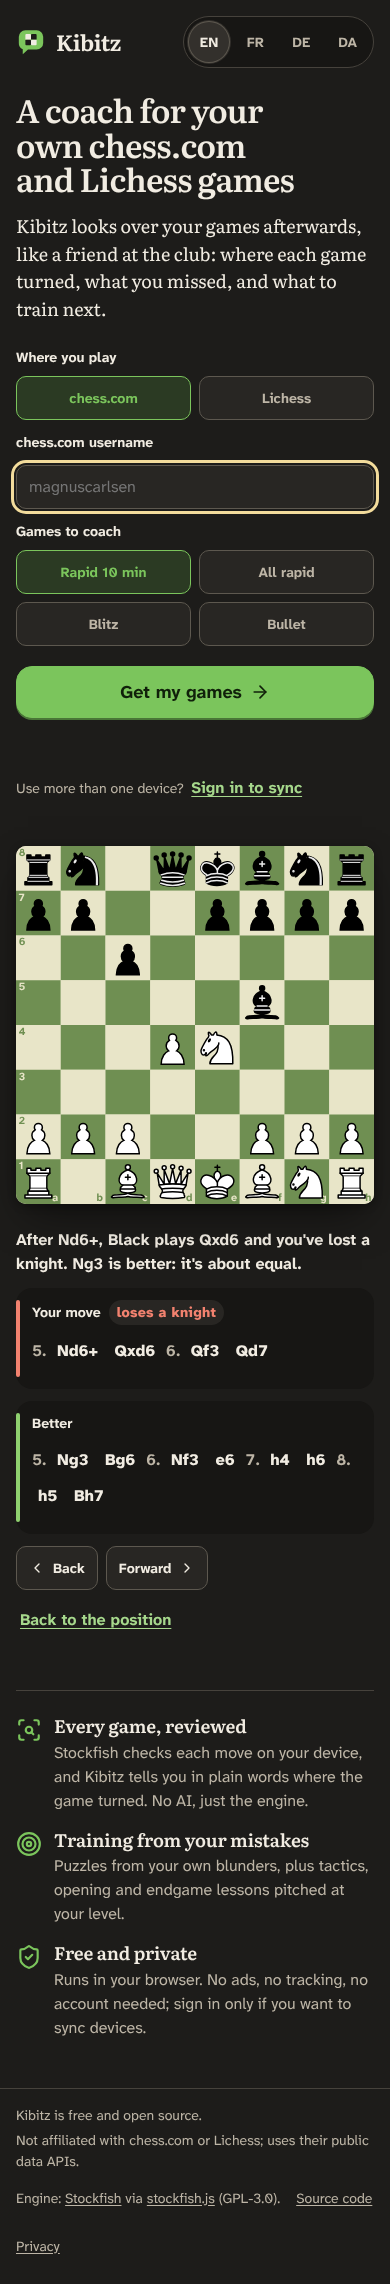 Kibitz
EN FR DE DA
A coach for your
own chess.com
and Lichess games
Kibitz looks over your games afterwards,
like a friend at the club: where each game
turned, what you missed, and what to
train next.
Where you play
chess.com Lichess
chess.com username
magnuscarlsen
Games to coach
Rapid 10 min All rapid
Blitz Bullet
Get my games
Use more than one device? Sign in to sync
8
7
6
5
4
3
2
1
a b c d e f g h
After Nd6+, Black plays Qxd6 and you've lost a
knight. Ng3 is better: it's about equal.
Your move loses a knight
5. Nd6+ Qxd6 6. Qf3 Qd7
Better
5. Ng3 Bg6 6. Nf3 e6 7. h4 h6 8.
h5 Bh7
Back Forward
Back to the position
Every game, reviewed
Stockfish checks each move on your device,
and Kibitz tells you in plain words where the
game turned. No AI, just the engine.
Training from your mistakes
Puzzles from your own blunders, plus tactics,
opening and endgame lessons pitched at
your level.
Free and private
Runs in your browser. No ads, no tracking, no
account needed; sign in only if you want to
sync devices.
Kibitz is free and open source.
Not affiliated with chess.com or Lichess; uses their public
data APIs.
Engine: Stockfish via stockfish.js (GPL-3.0). Source code
Privacy